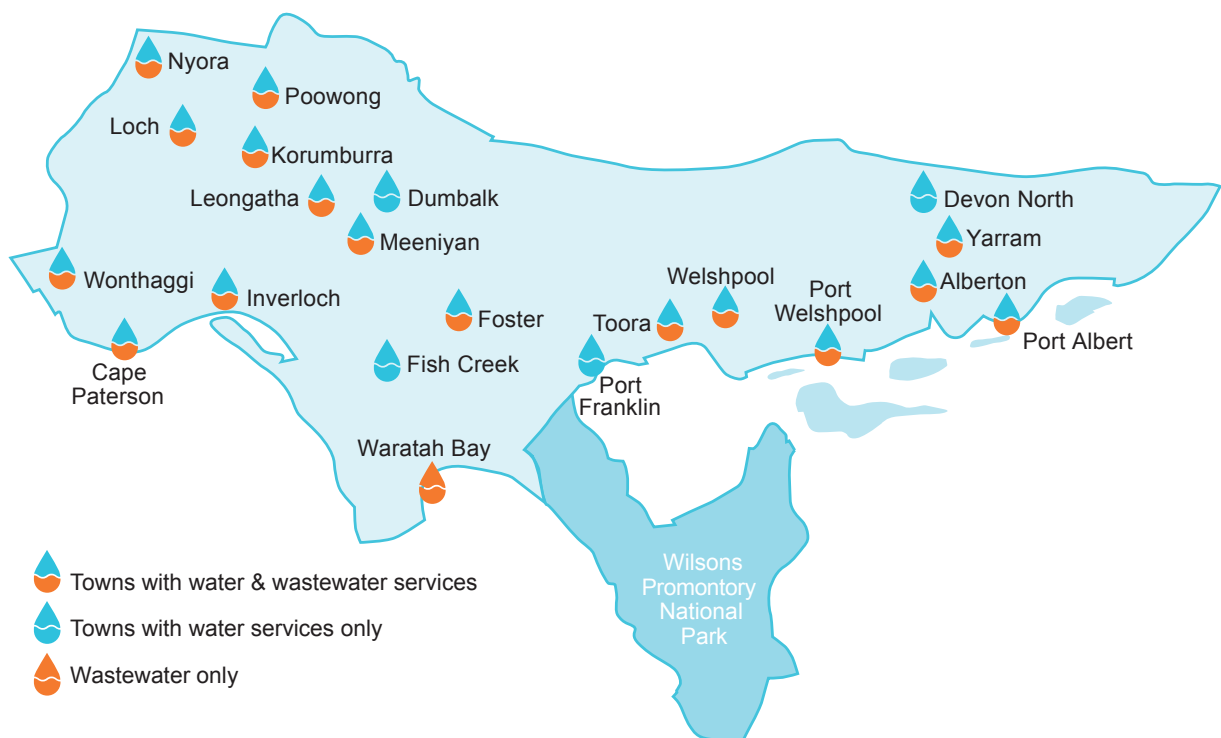 Nyora
Poowong
Loch
Korumburra
Leongatha
Dumbalk
Devon North
Meeniyan
Yarram
Wonthaggi
Inverloch
Welshpool
Alberton
Port
Welshpool
Foster
Toora
Port Albert
Cape
Paterson
Fish Creek
Port
Franklin
Waratah Bay
Wilsons
Promontory
National
Park
Towns with water & wastewater services
Towns with water services only
Wastewater only